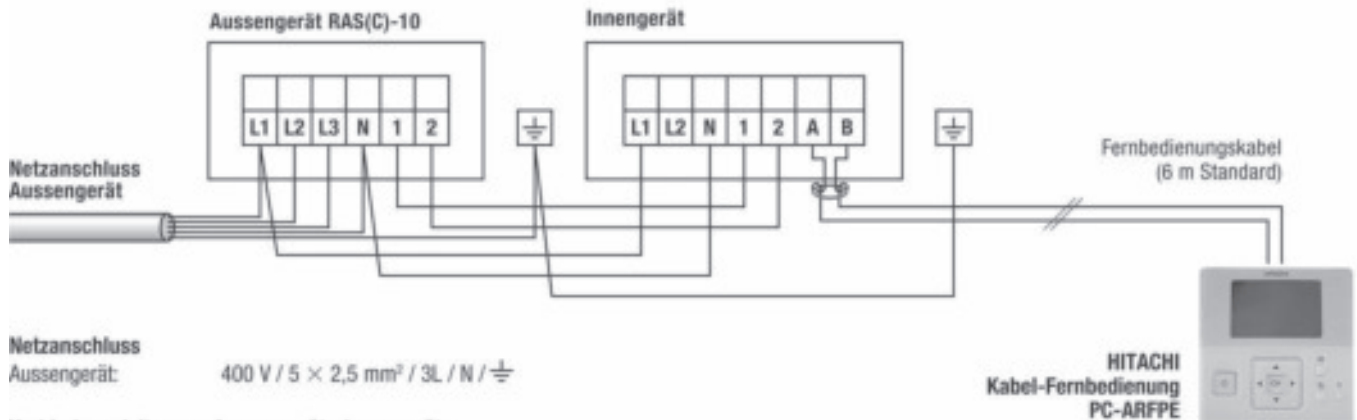 Aussengerät RAS(C)-10
Innengerät
L1 L2 L3 N 1 2
L1 L2 N 1 2 A B
Netzanschluss
Aussengerät
Fernbedienungskabel
(6 m Standard)
Netzanschluss
Aussengerät: 400 V / 5 × 2,5 mm² / 3L / N / ⏚
HITACHI
Kabel-Fernbedienung
PC-ARFPE